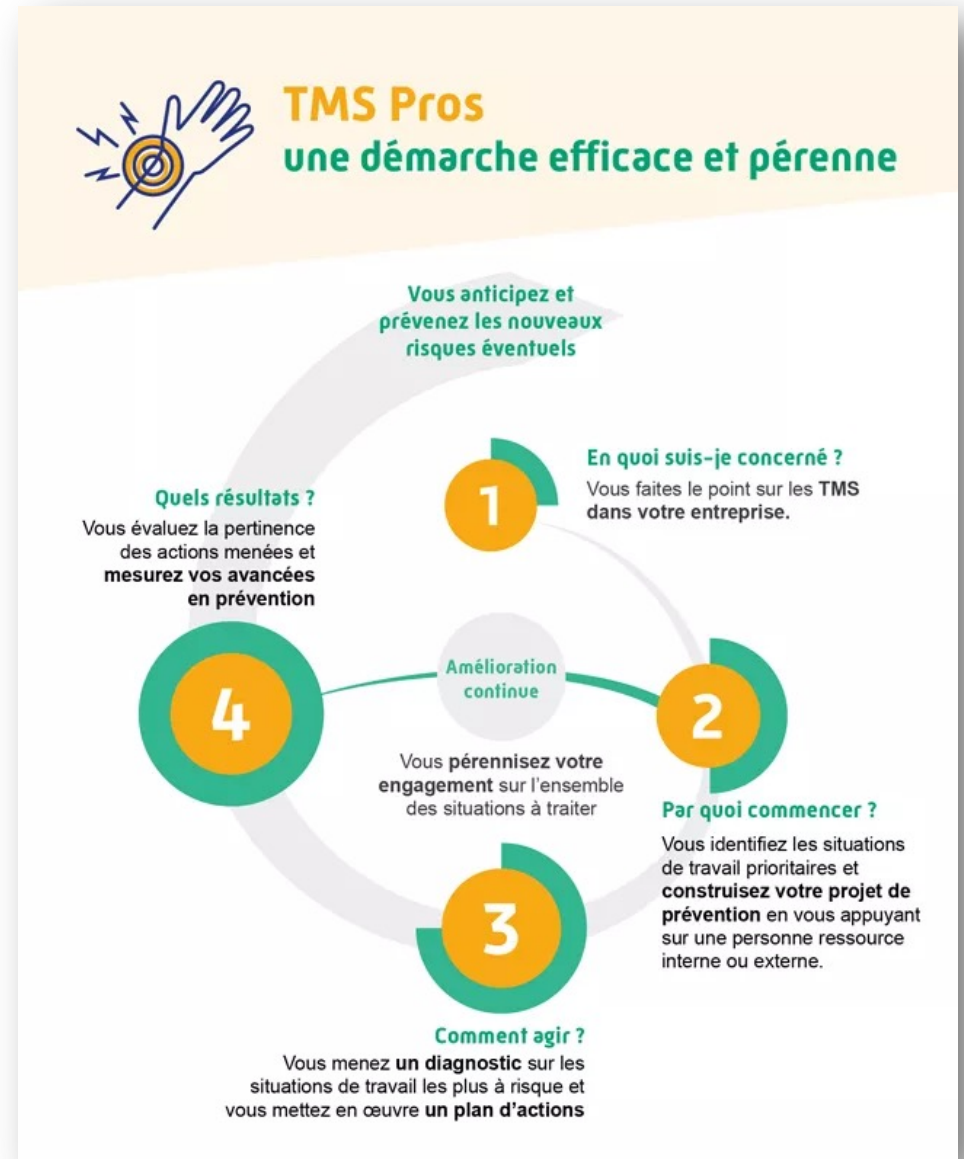 TMS Pros
une démarche efficace et pérenne
Vous anticipez et
prévenez les nouveaux
risques éventuels
1
En quoi suis-je concerné ?
Vous faites le point sur les TMS
dans votre entreprise.
2
Par quoi commencer ?
Vous identifiez les situations
de travail prioritaires et
construisez votre projet de
prévention en vous appuyant
sur une personne ressource
interne ou externe.
3
Comment agir ?
Vous menez un diagnostic sur les
situations de travail les plus à risque et
vous mettez en œuvre un plan d'actions
Quels résultats ?
Vous évaluez la pertinence
des actions menées et
mesurez vos avancées
en prévention
4
Amélioration
continue
Vous pérennisez votre
engagement sur l'ensemble
des situations à traiter